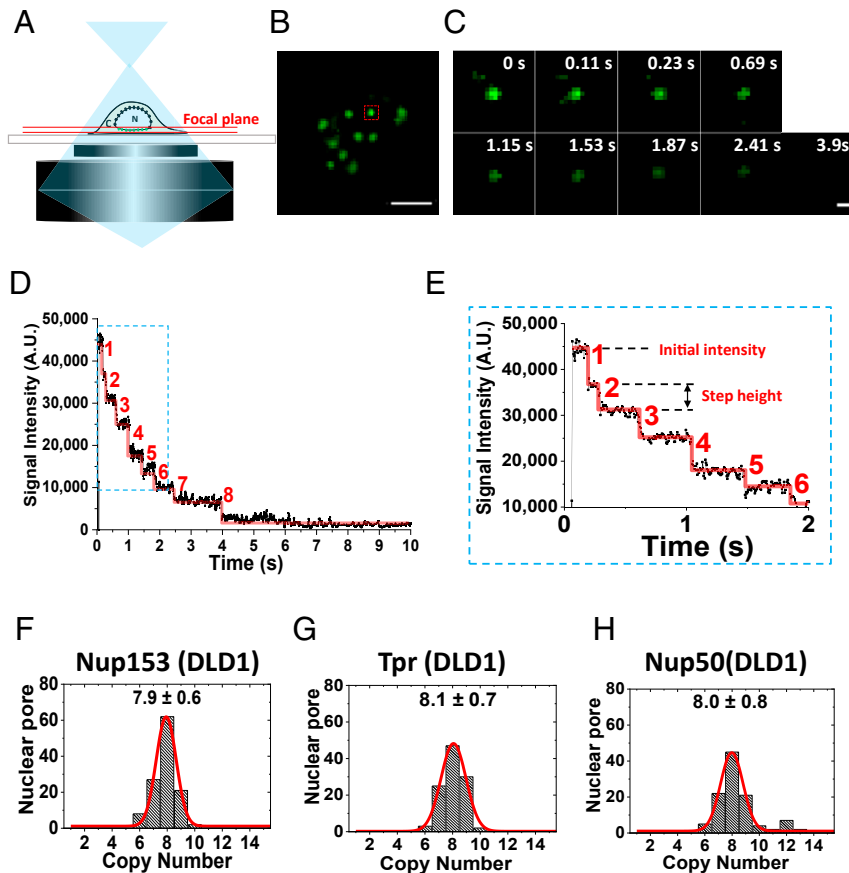 A
B
C
Focal plane
C
N
0 s
0.11 s
0.23 s
0.69 s
1.15 s
1.53 s
1.87 s
2.41 s
3.9s
D
E
50,000
40,000
30,000
20,000
10,000
0
Signal Intensity (A.U.)
1
2
3
4
5
6
7
8
0 1 2 3 4 5 6 7 8 9 10
Time (s)
50,000
40,000
30,000
20,000
10,000
Signal Intensity (A.U.)
1
2
3
4
5
6
Initial intensity
Step height
0 1 2
Time (s)
F
G
H
Nup153 (DLD1)
7.9 ± 0.6
80
60
40
20
0
Nuclear pore
2 4 6 8 10 12 14
Copy Number
Tpr (DLD1)
8.1 ± 0.7
80
60
40
20
0
Nuclear pore
2 4 6 8 10 12 14
Copy Number
Nup50(DLD1)
8.0 ± 0.8
80
60
40
20
0
Nuclear pore
2 4 6 8 10 12 14
Copy Number